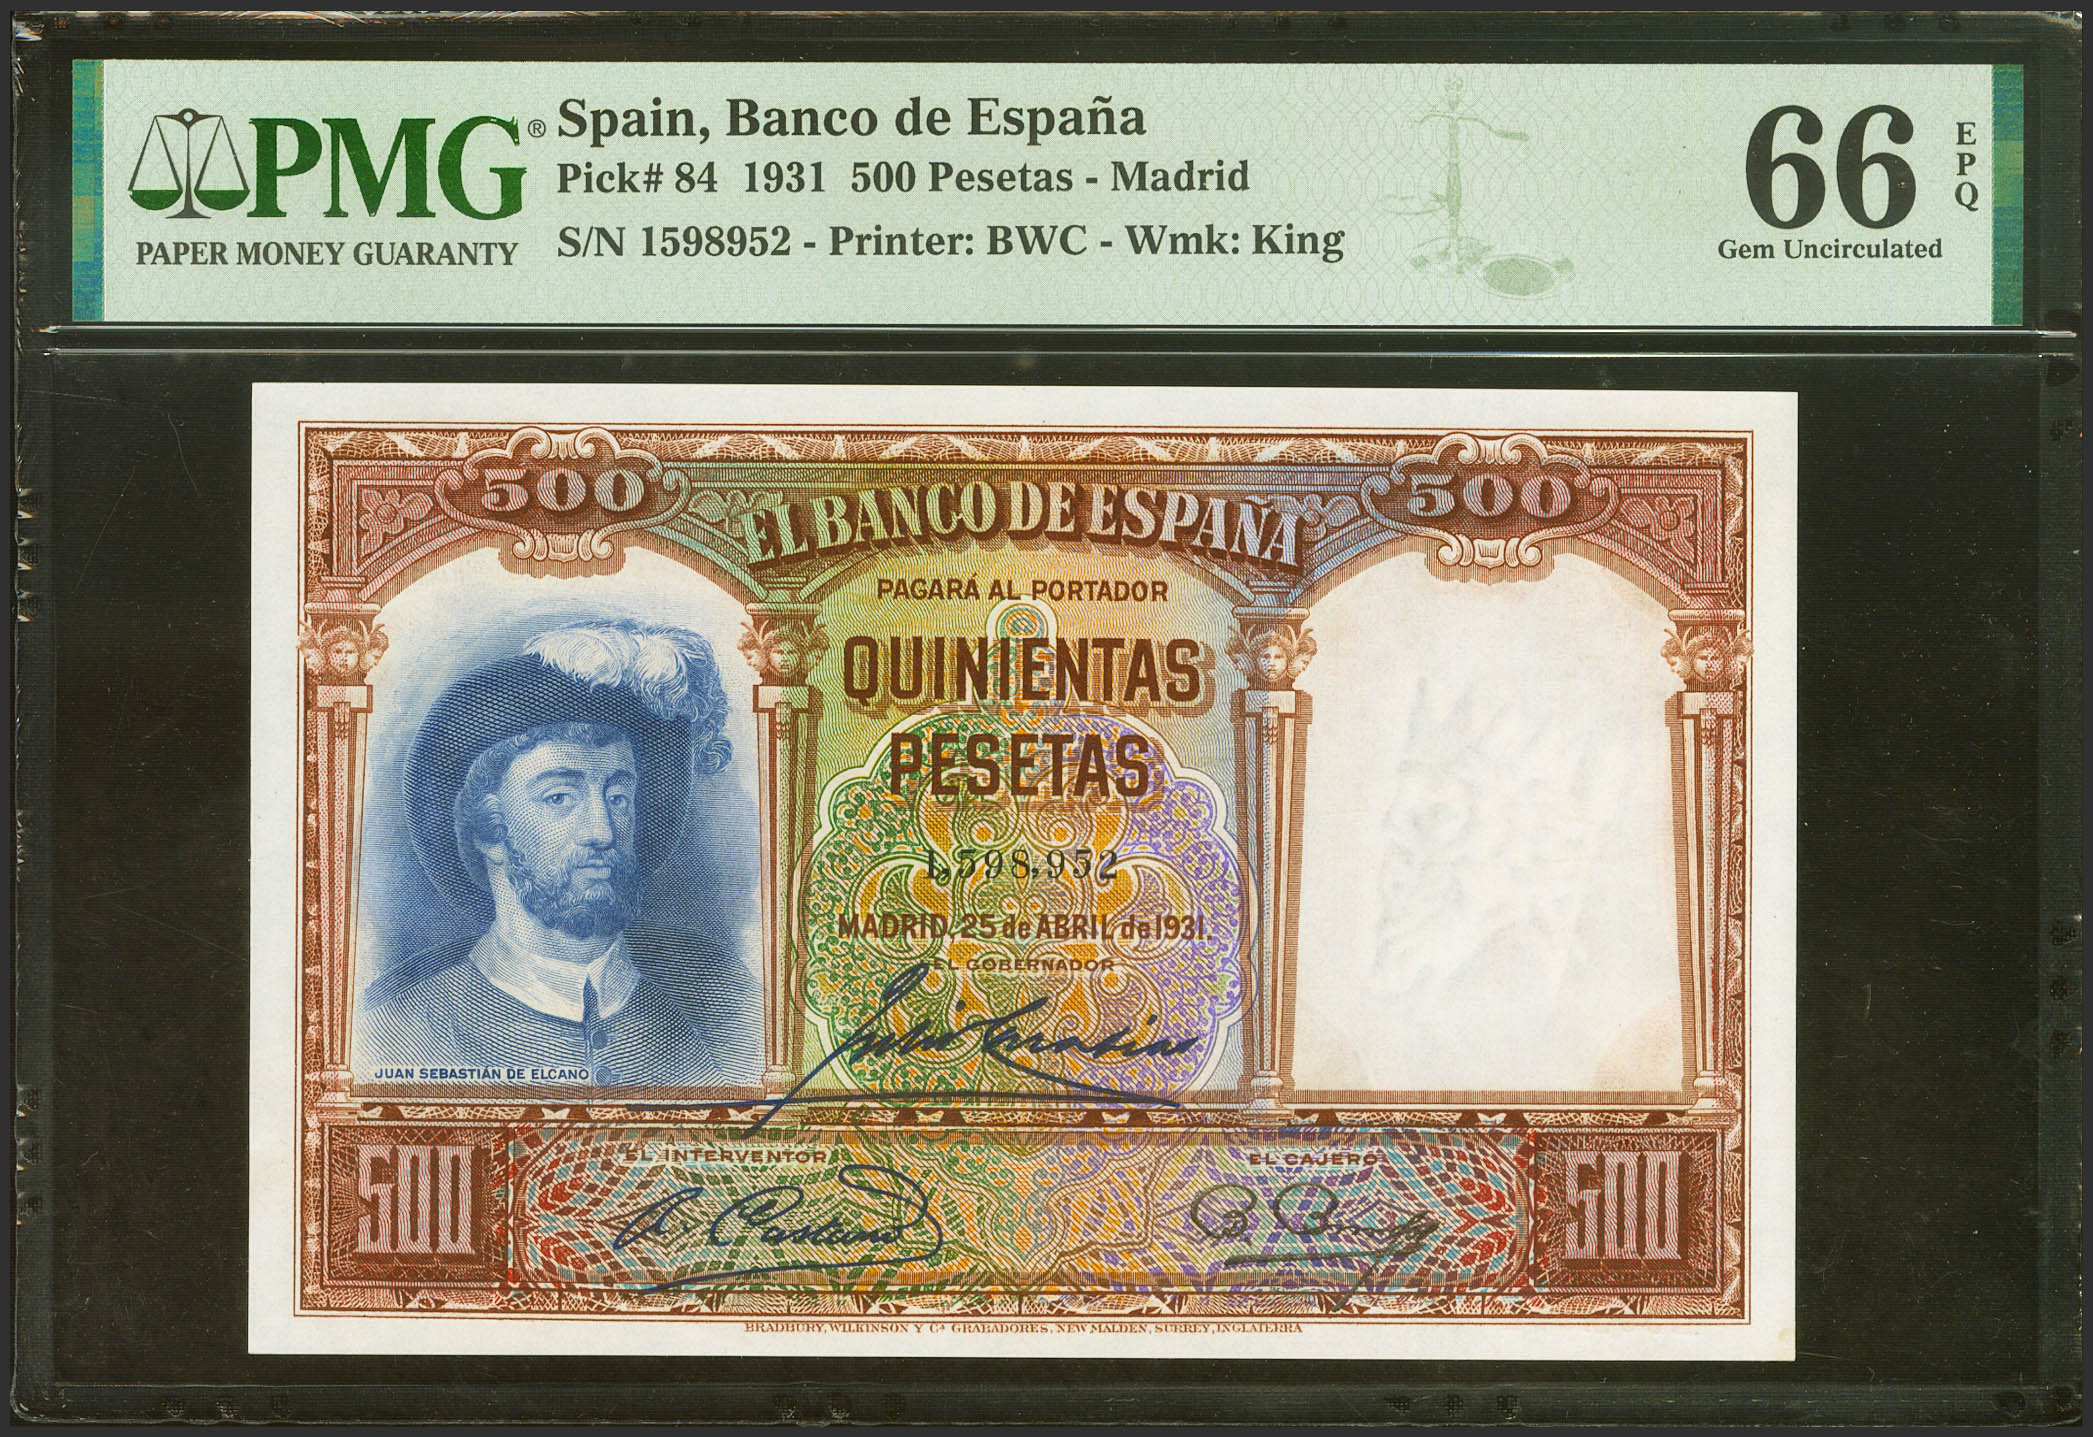 PMG®
PAPER MONEY GUARANTY
Spain, Banco de España
Pick# 84 1931 500 Pesetas - Madrid
S/N 1598952 - Printer: BWC - Wmk: King
66
EPQ
Gem Uncirculated
500
500
EL BANCO DE ESPAÑA
PAGARÁ AL PORTADOR
QUINIENTAS
PESETAS
1,598,952
MADRID, 25 de ABRIL de 1931.
EL GOBERNADOR
JUAN SEBASTIÁN DE ELCANO
EL INTERVENTOR
EL CAJERO
500
500
BRADBURY, WILKINSON Y Cª GRABADORES, NEW MALDEN, SURREY, INGLATERRA